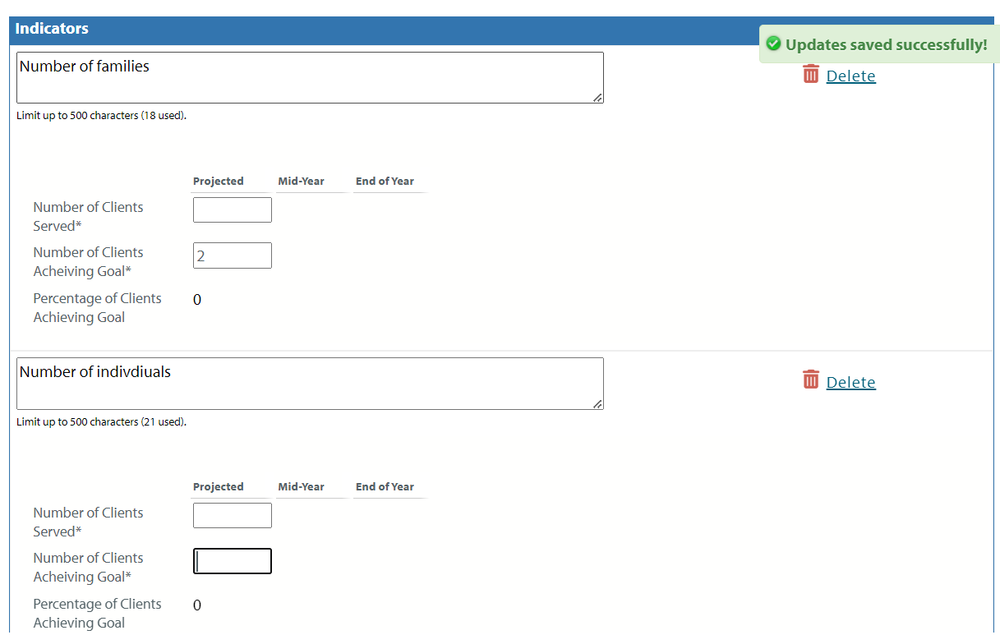 Indicators
Updates saved successfully!
Number of families
Delete
Limit up to 500 characters (18 used).
Projected Mid-Year End of Year
Number of Clients
Served*
Number of Clients
Acheiving Goal*
2
Percentage of Clients
Achieving Goal
0
Number of indivdiuals
Delete
Limit up to 500 characters (21 used).
Projected Mid-Year End of Year
Number of Clients
Served*
Number of Clients
Acheiving Goal*
Percentage of Clients
Achieving Goal
0